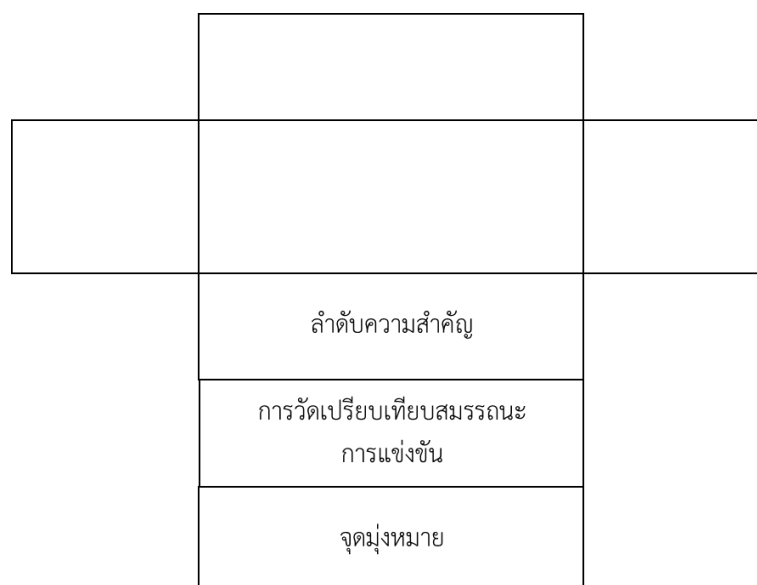 ลำดับความสำคัญ
การวัดเปรียบเทียบสมรรถนะ
การแข่งขัน
จุดมุ่งหมาย